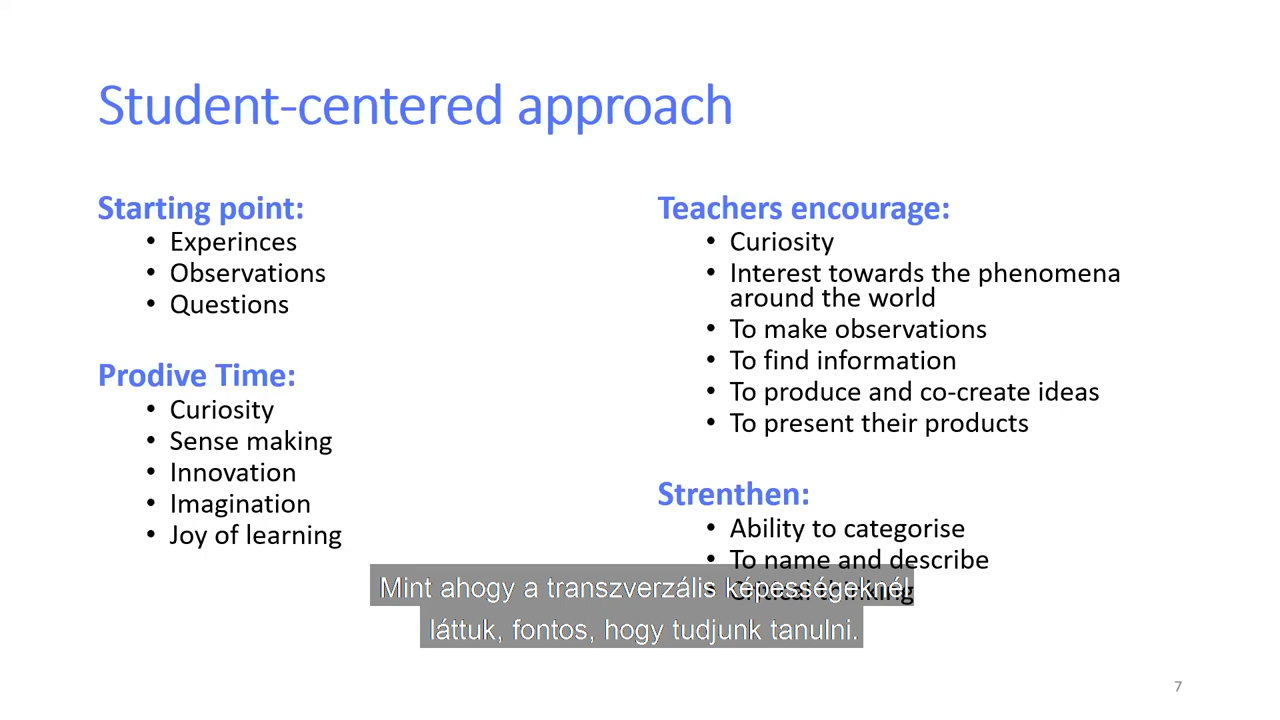 Student-centered approach
Starting point:
• Experinces
• Observations
• Questions
Prodive Time:
• Curiosity
• Sense making
• Innovation
• Imagination
• Joy of learning
Teachers encourage:
• Curiosity
• Interest towards the phenomena
around the world
• To make observations
• To find information
• To produce and co-create ideas
• To present their products
Strenthen:
• Ability to categorise
• To name and describe
• Critical thinking
Mint ahogy a transzverzális képességeknél
láttuk, fontos, hogy tudjunk tanulni.
7